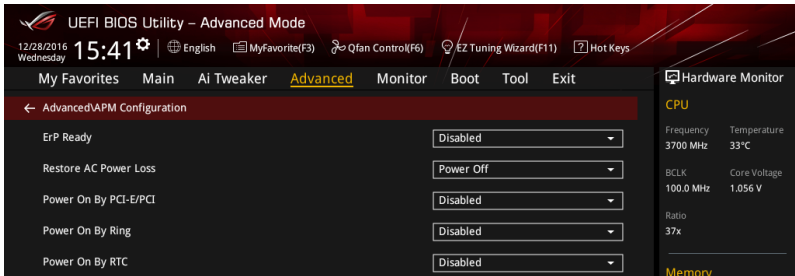 UEFI BIOS Utility – Advanced Mode
12/28/2016 Wednesday 15:41 English MyFavorite(F3) Qfan Control(F6) EZ Tuning Wizard(F11) ? Hot Keys
My Favorites Main Ai Tweaker Advanced Monitor Boot Tool Exit
Hardware Monitor
← Advanced\APM Configuration
ErP Ready Disabled
Restore AC Power Loss Power Off
Power On By PCI-E/PCI Disabled
Power On By Ring Disabled
Power On By RTC Disabled
CPU
Frequency Temperature
3700 MHz 33°C
BCLK Core Voltage
100.0 MHz 1.056 V
Ratio
37x
Memory